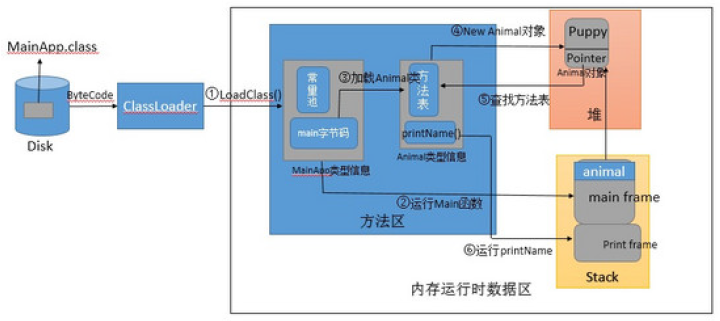 MainApp.class
ByteCode
Disk
ClassLoader
①LoadClass()
常量池
main字节码
MainApp类型信息
③加载Animal类
方法表
printName()
Animal类型信息
②运行Main函数
方法区
④New Animal对象
Puppy
Pointer
Animal对象
⑤查找方法表
堆
animal
main frame
Print frame
⑥运行printName
Stack
内存运行时数据区